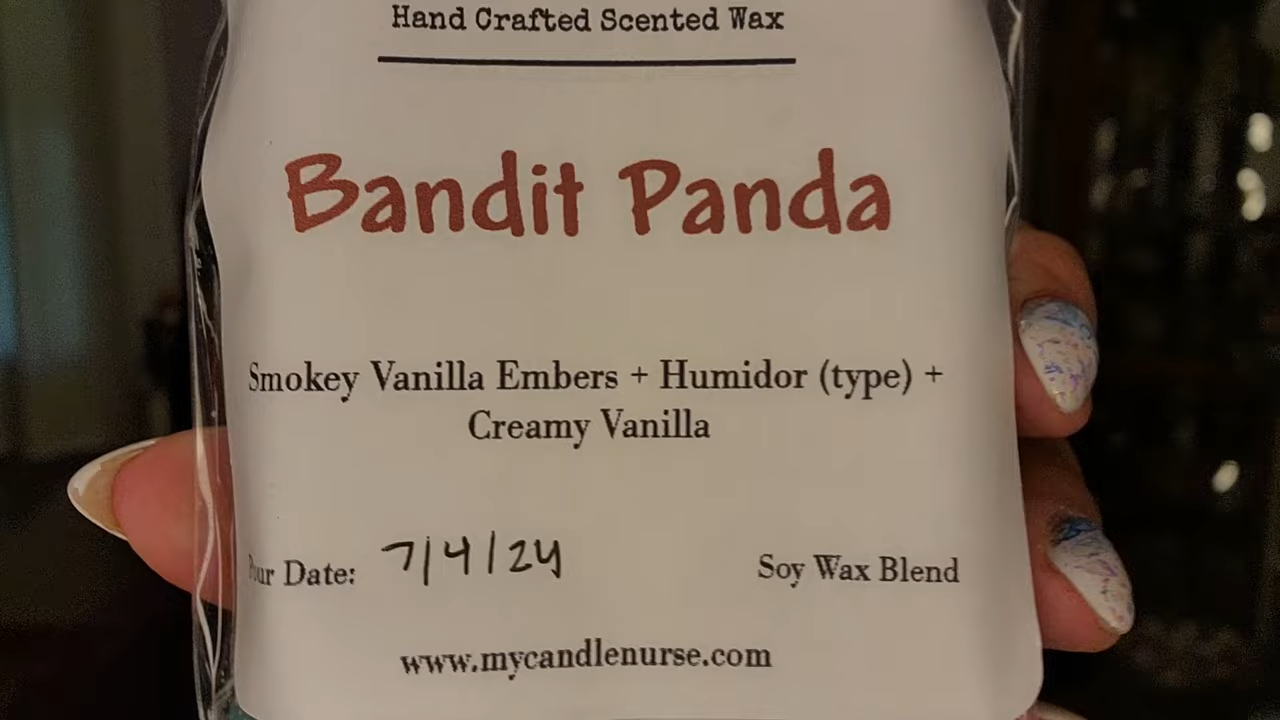 Hand Crafted Scented Wax
Bandit Panda
Smokey Vanilla Embers + Humidor (type) +
Creamy Vanilla
Pour Date: 7/4/24
Soy Wax Blend
www.mycandlenurse.com